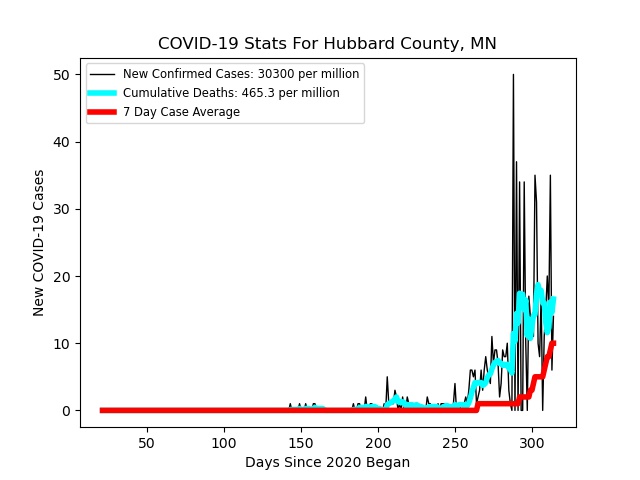 COVID-19 Stats For Hubbard County, MN
New Confirmed Cases: 30300 per million
Cumulative Deaths: 465.3 per million
7 Day Case Average
New COVID-19 Cases
50
40
30
20
10
0
50 100 150 200 250 300
Days Since 2020 Began